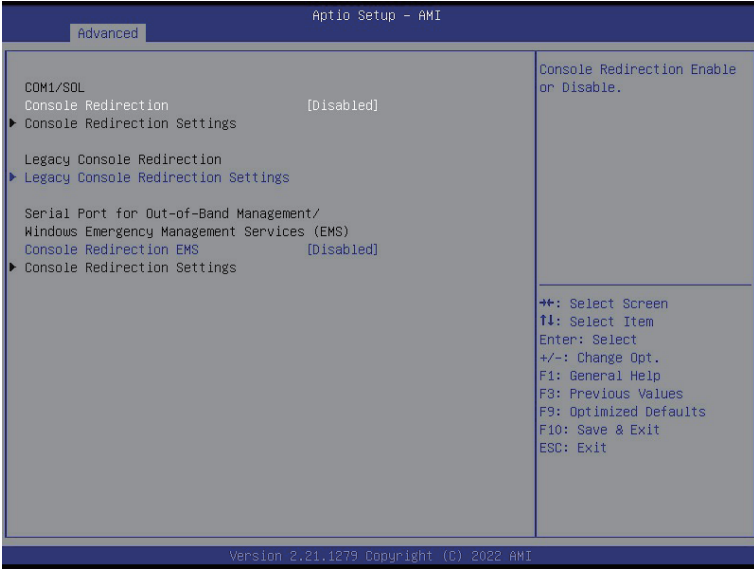 Aptio Setup – AMI
Advanced
COM1/SOL
Console Redirection [Disabled]
Console Redirection Settings
Legacy Console Redirection
Legacy Console Redirection Settings
Serial Port for Out-of-Band Management/
Windows Emergency Management Services (EMS)
Console Redirection EMS [Disabled]
Console Redirection Settings
Console Redirection Enable
or Disable.
→←: Select Screen
↑↓: Select Item
Enter: Select
+/-: Change Opt.
F1: General Help
F3: Previous Values
F9: Optimized Defaults
F10: Save & Exit
ESC: Exit
Version 2.21.1279 Copyright (C) 2022 AMI